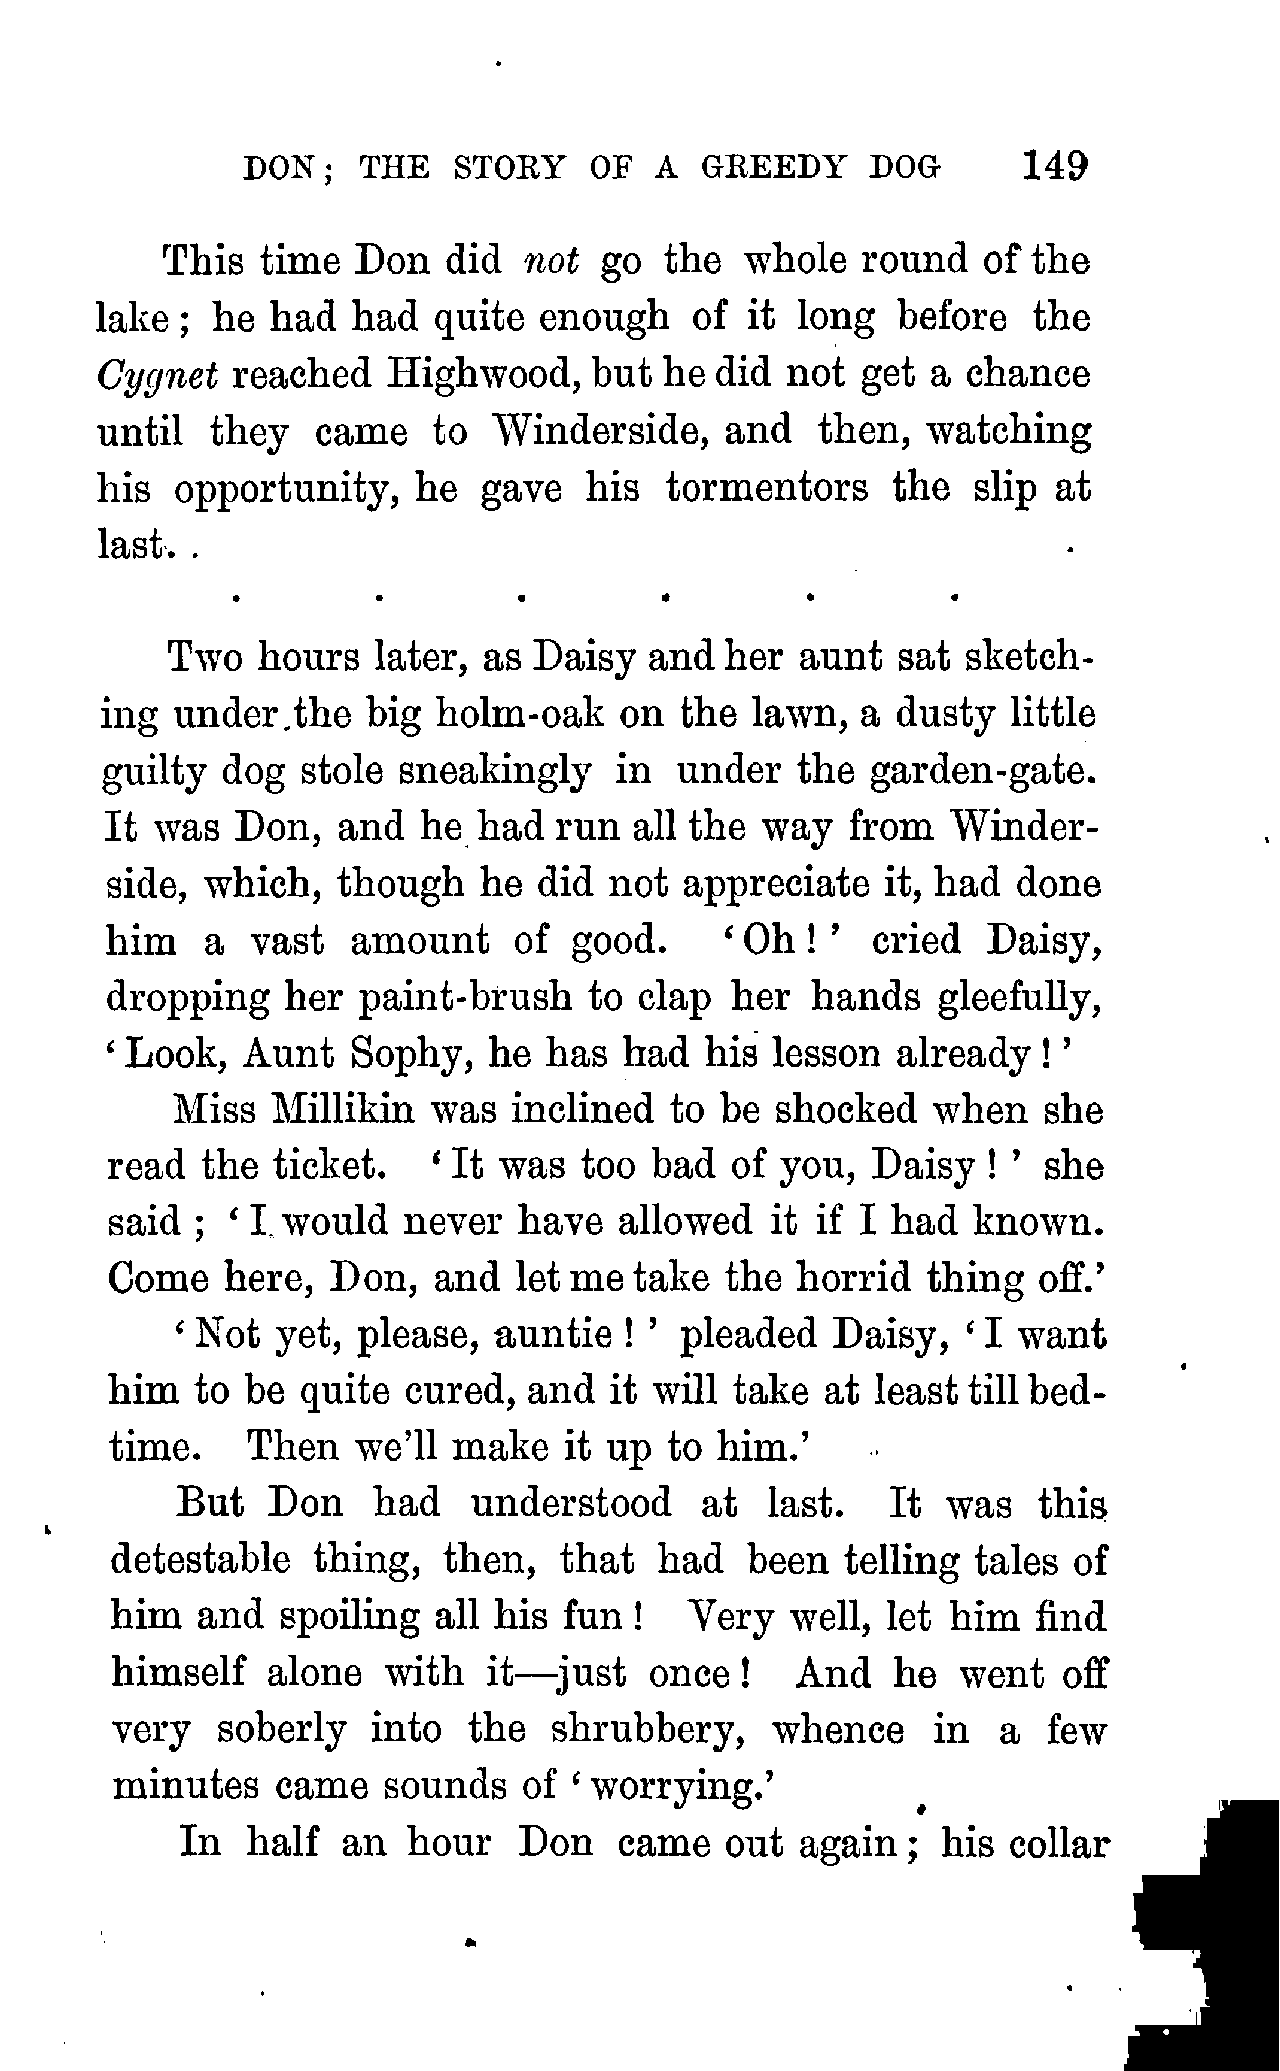 DON; THE STORY OF A GREEDY DOG 149
This time Don did not go the whole round of the
lake; he had had quite enough of it long before the
Cygnet reached Highwood, but he did not get a chance
until they came to Winderside, and then, watching
his opportunity, he gave his tormentors the slip at
last. .
. . . . . .
Two hours later, as Daisy and her aunt sat sketch-
ing under the big holm-oak on the lawn, a dusty little
guilty dog stole sneakingly in under the garden-gate.
It was Don, and he had run all the way from Winder-
side, which, though he did not appreciate it, had done
him a vast amount of good. ‘Oh!’ cried Daisy,
dropping her paint-brush to clap her hands gleefully,
‘Look, Aunt Sophy, he has had his lesson already!’
Miss Millikin was inclined to be shocked when she
read the ticket. ‘It was too bad of you, Daisy!’ she
said; ‘I would never have allowed it if I had known.
Come here, Don, and let me take the horrid thing off.’
‘Not yet, please, auntie!’ pleaded Daisy, ‘I want
him to be quite cured, and it will take at least till bed-
time. Then we'll make it up to him.’
But Don had understood at last. It was this
detestable thing, then, that had been telling tales of
him and spoiling all his fun! Very well, let him find
himself alone with it—just once! And he went off
very soberly into the shrubbery, whence in a few
minutes came sounds of ‘worrying.’
In half an hour Don came out again; his collar